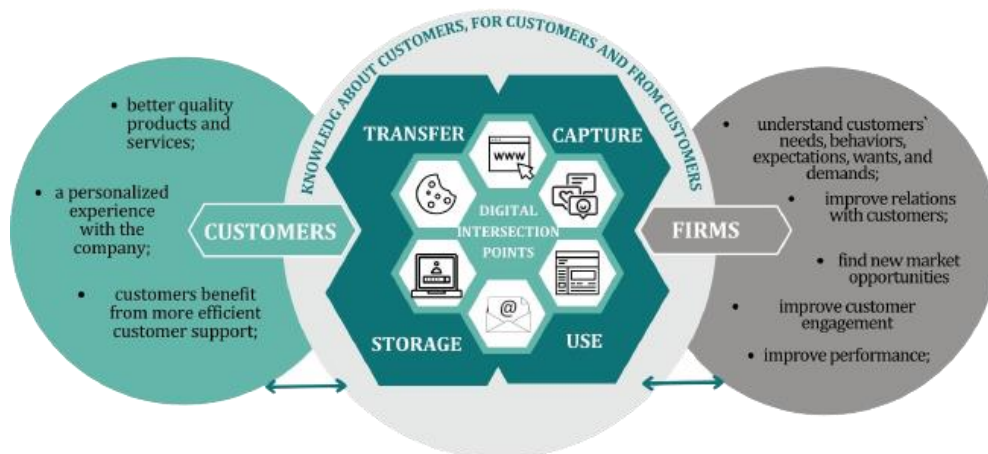 KNOWLEDG ABOUT CUSTOMERS, FOR CUSTOMERS AND FROM CUSTOMERS
• better quality
products and
services;
• a personalized
experience
with the
company;
• customers benefit
from more efficient
customer support;
CUSTOMERS
TRANSFER
CAPTURE
WWW
DIGITAL
INTERSECTION
POINTS
@
STORAGE
USE
FIRMS
• understand customers`
needs, behaviors,
expectations, wants, and
demands;
• improve relations
with customers;
• find new market
opportunities
• improve customer
engagement
• improve performance;